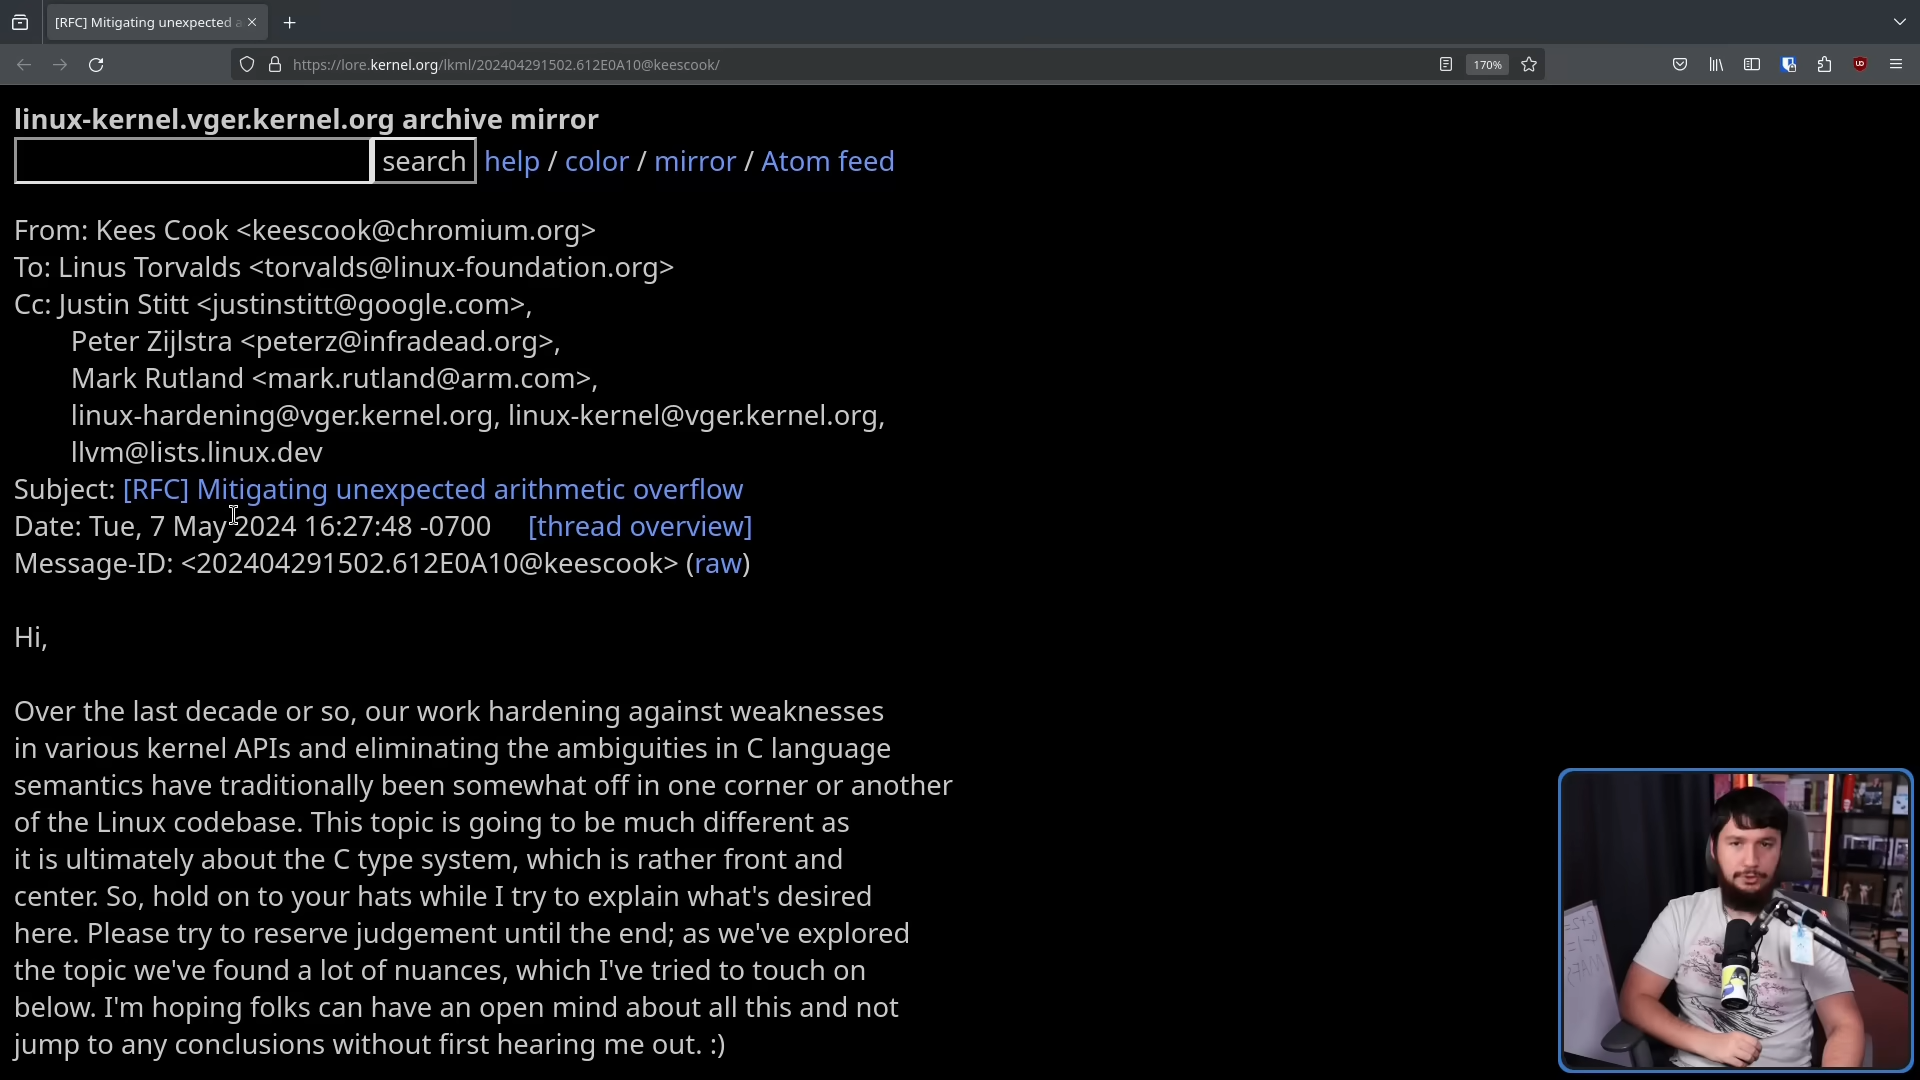 [RFC] Mitigating unexpected a
https://lore.kernel.org/lkml/202404291502.612E0A10@keescook/
170%
linux-kernel.vger.kernel.org archive mirror
search help / color / mirror / Atom feed
From: Kees Cook <keescook@chromium.org>
To: Linus Torvalds <torvalds@linux-foundation.org>
Cc: Justin Stitt <justinstitt@google.com>,
Peter Zijlstra <peterz@infradead.org>,
Mark Rutland <mark.rutland@arm.com>,
linux-hardening@vger.kernel.org, linux-kernel@vger.kernel.org,
llvm@lists.linux.dev
Subject: [RFC] Mitigating unexpected arithmetic overflow
Date: Tue, 7 May 2024 16:27:48 -0700 [thread overview]
Message-ID: <202404291502.612E0A10@keescook> (raw)
Hi,
Over the last decade or so, our work hardening against weaknesses
in various kernel APIs and eliminating the ambiguities in C language
semantics have traditionally been somewhat off in one corner or another
of the Linux codebase. This topic is going to be much different as
it is ultimately about the C type system, which is rather front and
center. So, hold on to your hats while I try to explain what's desired
here. Please try to reserve judgement until the end; as we've explored
the topic we've found a lot of nuances, which I've tried to touch on
below. I'm hoping folks can have an open mind about all this and not
jump to any conclusions without first hearing me out. :)